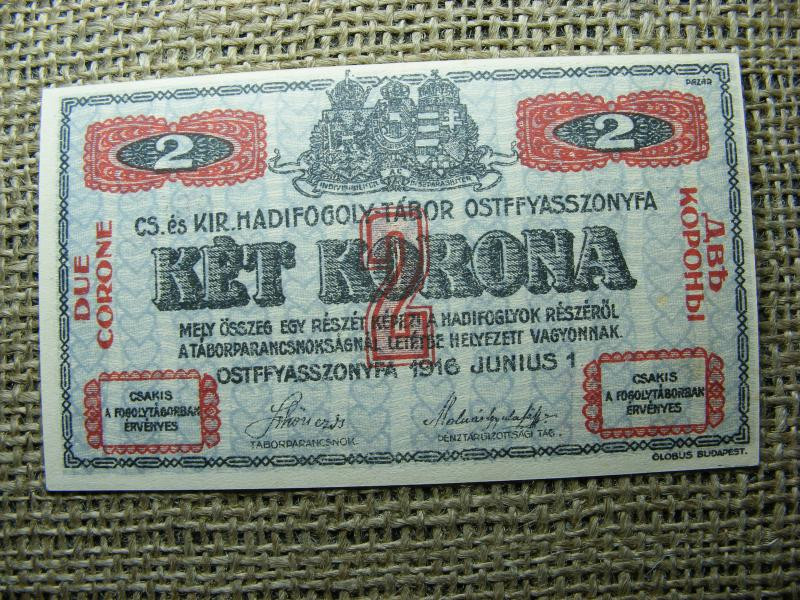 PAZAR
2
2
INDIVISIBILITER AC INSEPARABILITER
CS. és KIR. HADIFOGOLY-TÁBOR OSTFFYASSZONYFA
DUE
CORONE
KÉT KORONA
2
ДВѢ
КОРОНЫ
MELY ÖSSZEG EGY RÉSZÉT KÉPEZI A HADIFOGLYOK RÉSZÉRŐL
A TÁBORPARANCSNOKSÁGNÁL LETÉTBE HELYEZETT VAGYONNAK.
OSTFFYASSZONYFA 1916 JUNIUS 1
CSAKIS
A FOGOLYTÁBORBAN
ÉRVÉNYES
TÁBORPARANCSNOK.
PÉNZTÁRBIZOTTSÁGI TAG.
CSAKIS
A FOGOLYTÁBORBAN
ÉRVÉNYES
GLOBUS BUDAPEST.